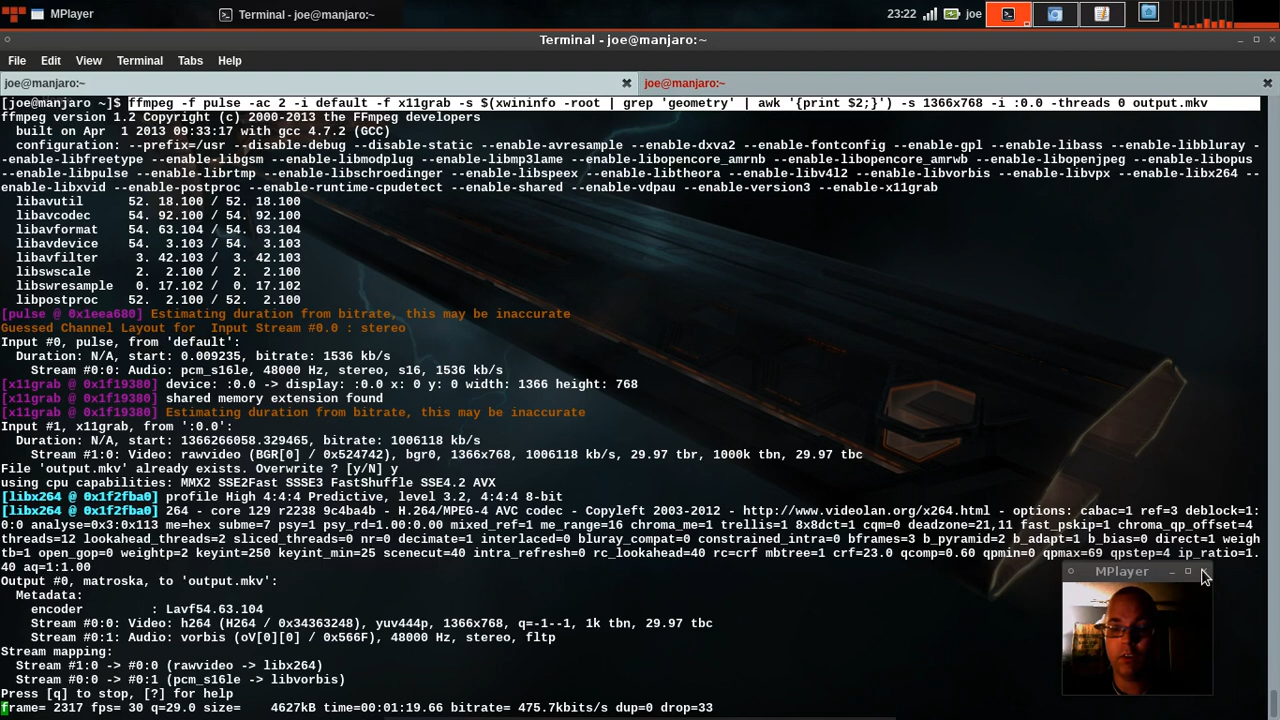 MPlayer
Terminal - joe@manjaro:~
23:22
joe
Terminal - joe@manjaro:~
File Edit View Terminal Tabs Help
joe@manjaro:~
joe@manjaro:~
[joe@manjaro ~]$ ffmpeg -f pulse -ac 2 -i default -f x11grab -s $(xwininfo -root | grep 'geometry' | awk '{print $2;}') -s 1366x768 -i :0.0 -threads 0 output.mkv
ffmpeg version 1.2 Copyright (c) 2000-2013 the FFmpeg developers
built on Apr  1 2013 09:33:17 with gcc 4.7.2 (GCC)
configuration: --prefix=/usr --disable-debug --disable-static --enable-avresample --enable-dxva2 --enable-fontconfig --enable-gpl --enable-libass --enable-libbluray -
-enable-libfreetype --enable-libgsm --enable-libmodplug --enable-libmp3lame --enable-libopencore_amrnb --enable-libopencore_amrwb --enable-libopenjpeg --enable-libopus
--enable-libpulse --enable-librtmp --enable-libschroedinger --enable-libspeex --enable-libtheora --enable-libv4l2 --enable-libvorbis --enable-libvpx --enable-libx264 --
enable-libxvid --enable-postproc --enable-runtime-cpudetect --enable-shared --enable-vdpau --enable-version3 --enable-x11grab
libavutil      52. 18.100 / 52. 18.100
libavcodec     54. 92.100 / 54. 92.100
libavformat    54. 63.104 / 54. 63.104
libavdevice    54.  3.103 / 54.  3.103
libavfilter     3. 42.103 /  3. 42.103
libswscale      2.  2.100 /  2.  2.100
libswresample   0. 17.102 /  0. 17.102
libpostproc    52.  2.100 / 52.  2.100
[pulse @ 0x1eea680] Estimating duration from bitrate, this may be inaccurate
Guessed Channel Layout for  Input Stream #0.0 : stereo
Input #0, pulse, from 'default':
Duration: N/A, start: 0.009235, bitrate: 1536 kb/s
Stream #0:0: Audio: pcm_s16le, 48000 Hz, stereo, s16, 1536 kb/s
[x11grab @ 0x1f19380] device: :0.0 -> display: :0.0 x: 0 y: 0 width: 1366 height: 768
[x11grab @ 0x1f19380] shared memory extension found
[x11grab @ 0x1f19380] Estimating duration from bitrate, this may be inaccurate
Input #1, x11grab, from ':0.0':
Duration: N/A, start: 1366266058.329465, bitrate: 1006118 kb/s
Stream #1:0: Video: rawvideo (BGR[0] / 0x524742), bgr0, 1366x768, 1006118 kb/s, 29.97 tbr, 1000k tbn, 29.97 tbc
File 'output.mkv' already exists. Overwrite ? [y/N] y
using cpu capabilities: MMX2 SSE2Fast SSSE3 FastShuffle SSE4.2 AVX
[libx264 @ 0x1f2fba0] profile High 4:4:4 Predictive, level 3.2, 4:4:4 8-bit
[libx264 @ 0x1f2fba0] 264 - core 129 r2238 9c4ba4b - H.264/MPEG-4 AVC codec - Copyleft 2003-2012 - http://www.videolan.org/x264.html - options: cabac=1 ref=3 deblock=1:
0:0 analyse=0x3:0x113 me=hex subme=7 psy=1 psy_rd=1.00:0.00 mixed_ref=1 me_range=16 chroma_me=1 trellis=1 8x8dct=1 cqm=0 deadzone=21,11 fast_pskip=1 chroma_qp_offset=4
threads=12 lookahead_threads=2 sliced_threads=0 nr=0 decimate=1 interlaced=0 bluray_compat=0 constrained_intra=0 bframes=3 b_pyramid=2 b_adapt=1 b_bias=0 direct=1 weigh
tb=1 open_gop=0 weightp=2 keyint=250 keyint_min=25 scenecut=40 intra_refresh=0 rc_lookahead=40 rc=crf mbtree=1 crf=23.0 qcomp=0.60 qpmin=0 qpmax=69 qpstep=4 ip_ratio=1.
40 aq=1:1.00
Output #0, matroska, to 'output.mkv':
Metadata:
encoder         : Lavf54.63.104
Stream #0:0: Video: h264 (H264 / 0x34363248), yuv444p, 1366x768, q=-1--1, 1k tbn, 29.97 tbc
Stream #0:1: Audio: vorbis (oV[0][0] / 0x566F), 48000 Hz, stereo, fltp
Stream mapping:
Stream #1:0 -> #0:0 (rawvideo -> libx264)
Stream #0:0 -> #0:1 (pcm_s16le -> libvorbis)
Press [q] to stop, [?] for help
frame= 2317 fps= 30 q=29.0 size=    4627kB time=00:01:19.66 bitrate= 475.7kbits/s dup=0 drop=33
MPlayer